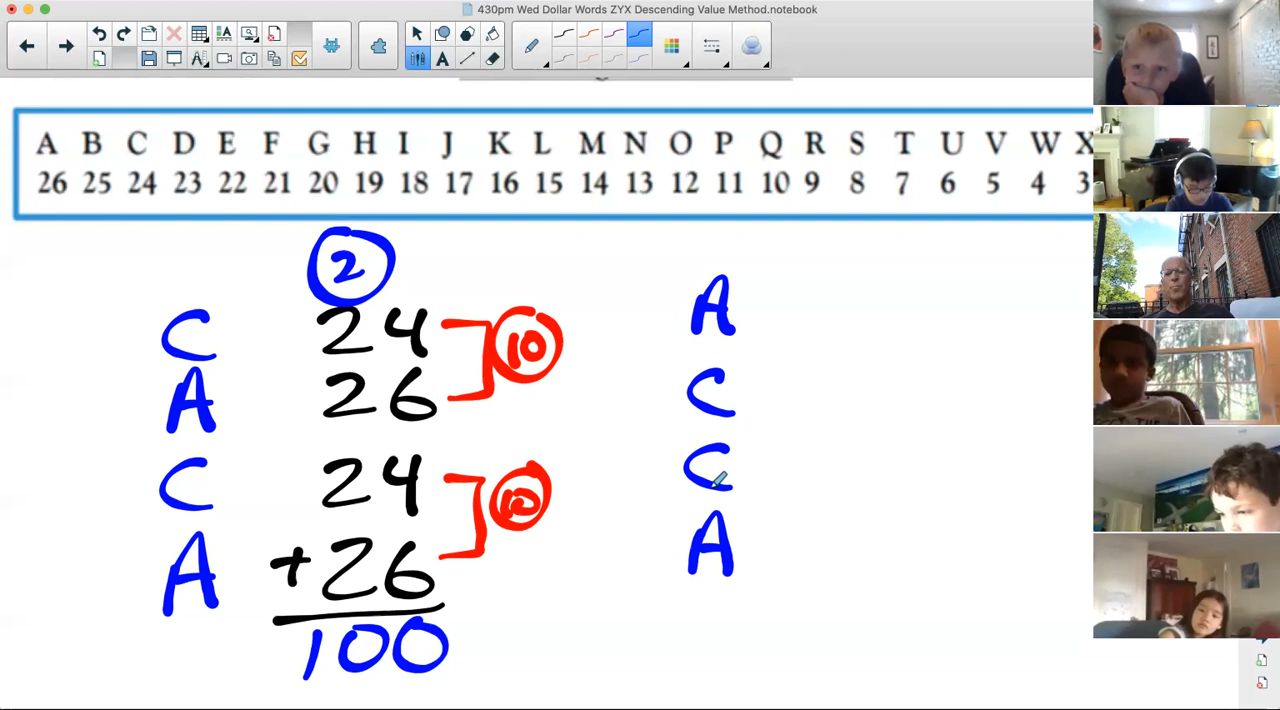 430pm Wed Dollar Words ZYX Descending Value Method.notebook
A B C D E F G H I J K L M N O P Q R S T U V W X
26 25 24 23 22 21 20 19 18 17 16 15 14 13 12 11 10 9 8 7 6 5 4 3
2
C 24
10
A 26
C 24
10
A +26
100
A
C
C
A